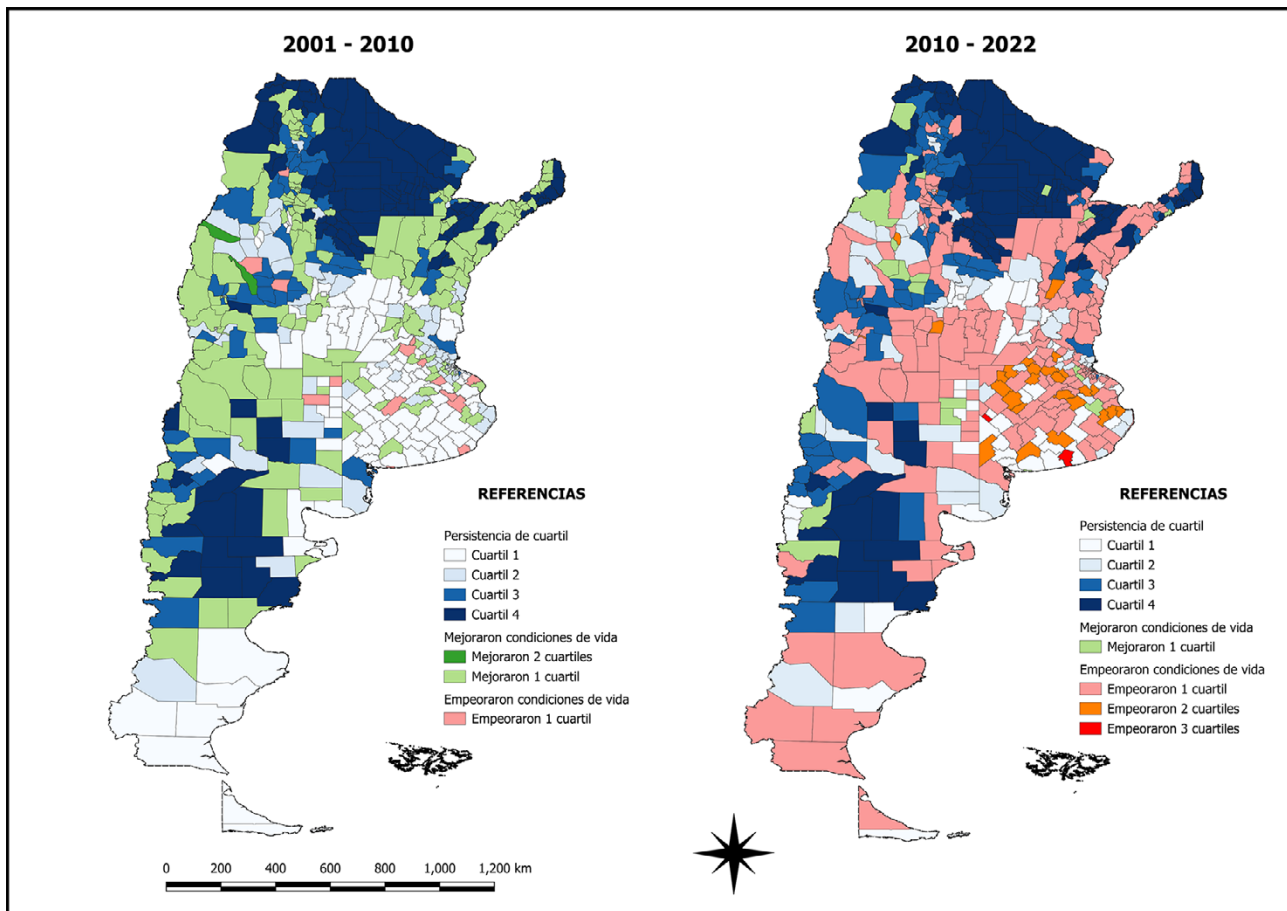 2001 - 2010
2010 - 2022
REFERENCIAS
Persistencia de cuartil
Cuartil 1
Cuartil 2
Cuartil 3
Cuartil 4
Mejoraron condiciones de vida
Mejoraron 2 cuartiles
Mejoraron 1 cuartil
Empeoraron condiciones de vida
Empeoraron 1 cuartil
REFERENCIAS
Persistencia de cuartil
Cuartil 1
Cuartil 2
Cuartil 3
Cuartil 4
Mejoraron condiciones de vida
Mejoraron 1 cuartil
Empeoraron condiciones de vida
Empeoraron 1 cuartil
Empeoraron 2 cuartiles
Empeoraron 3 cuartiles
0 200 400 600 800 1,000 1,200 km